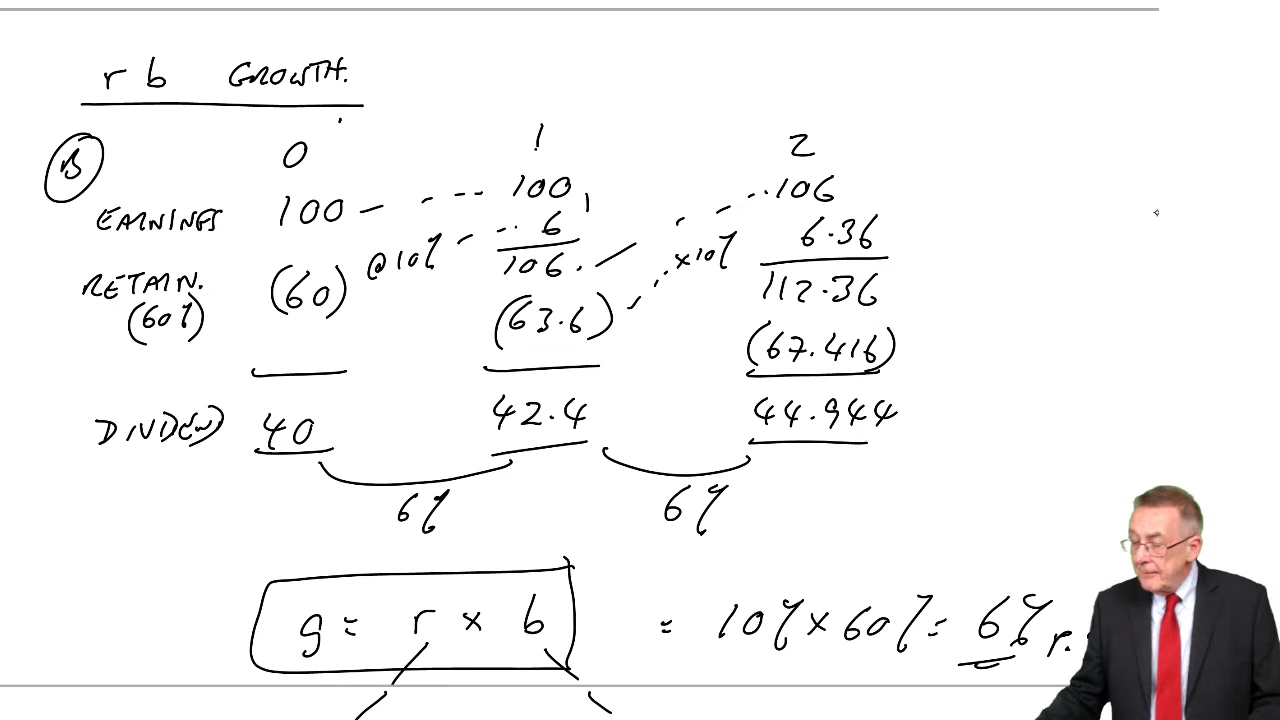 r b GROWTH.
B
0 1 2
EARNINGS 100 100 106
@10% 6 x10% 6.36
RETAIN. (60) 106. 112.36
(60%) (63.6) (67.416)
DIVIDEND 40 42.4 44.944
6% 6%
g = r x b = 10% x 60% = 6%